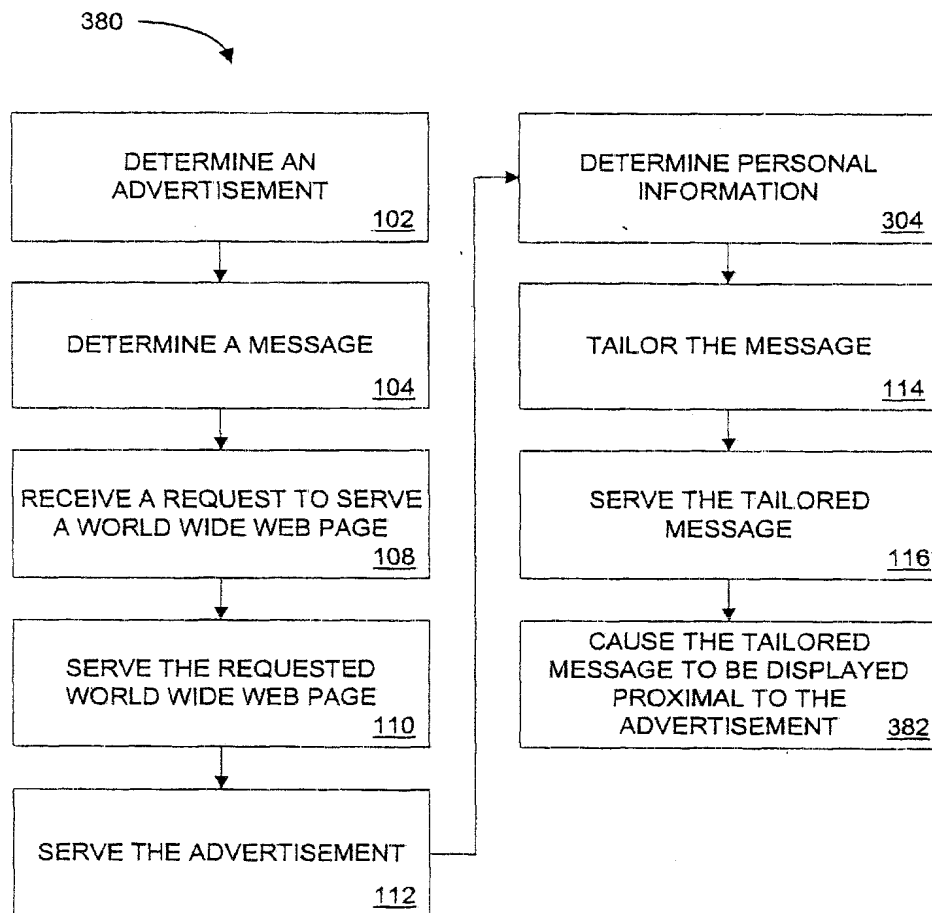 380
DETERMINE AN
ADVERTISEMENT
102
DETERMINE A MESSAGE
104
RECEIVE A REQUEST TO SERVE
A WORLD WIDE WEB PAGE
108
SERVE THE REQUESTED
WORLD WIDE WEB PAGE
110
SERVE THE ADVERTISEMENT
112
DETERMINE PERSONAL
INFORMATION
304
TAILOR THE MESSAGE
114
SERVE THE TAILORED
MESSAGE
116
CAUSE THE TAILORED
MESSAGE TO BE DISPLAYED
PROXIMAL TO THE
ADVERTISEMENT
382